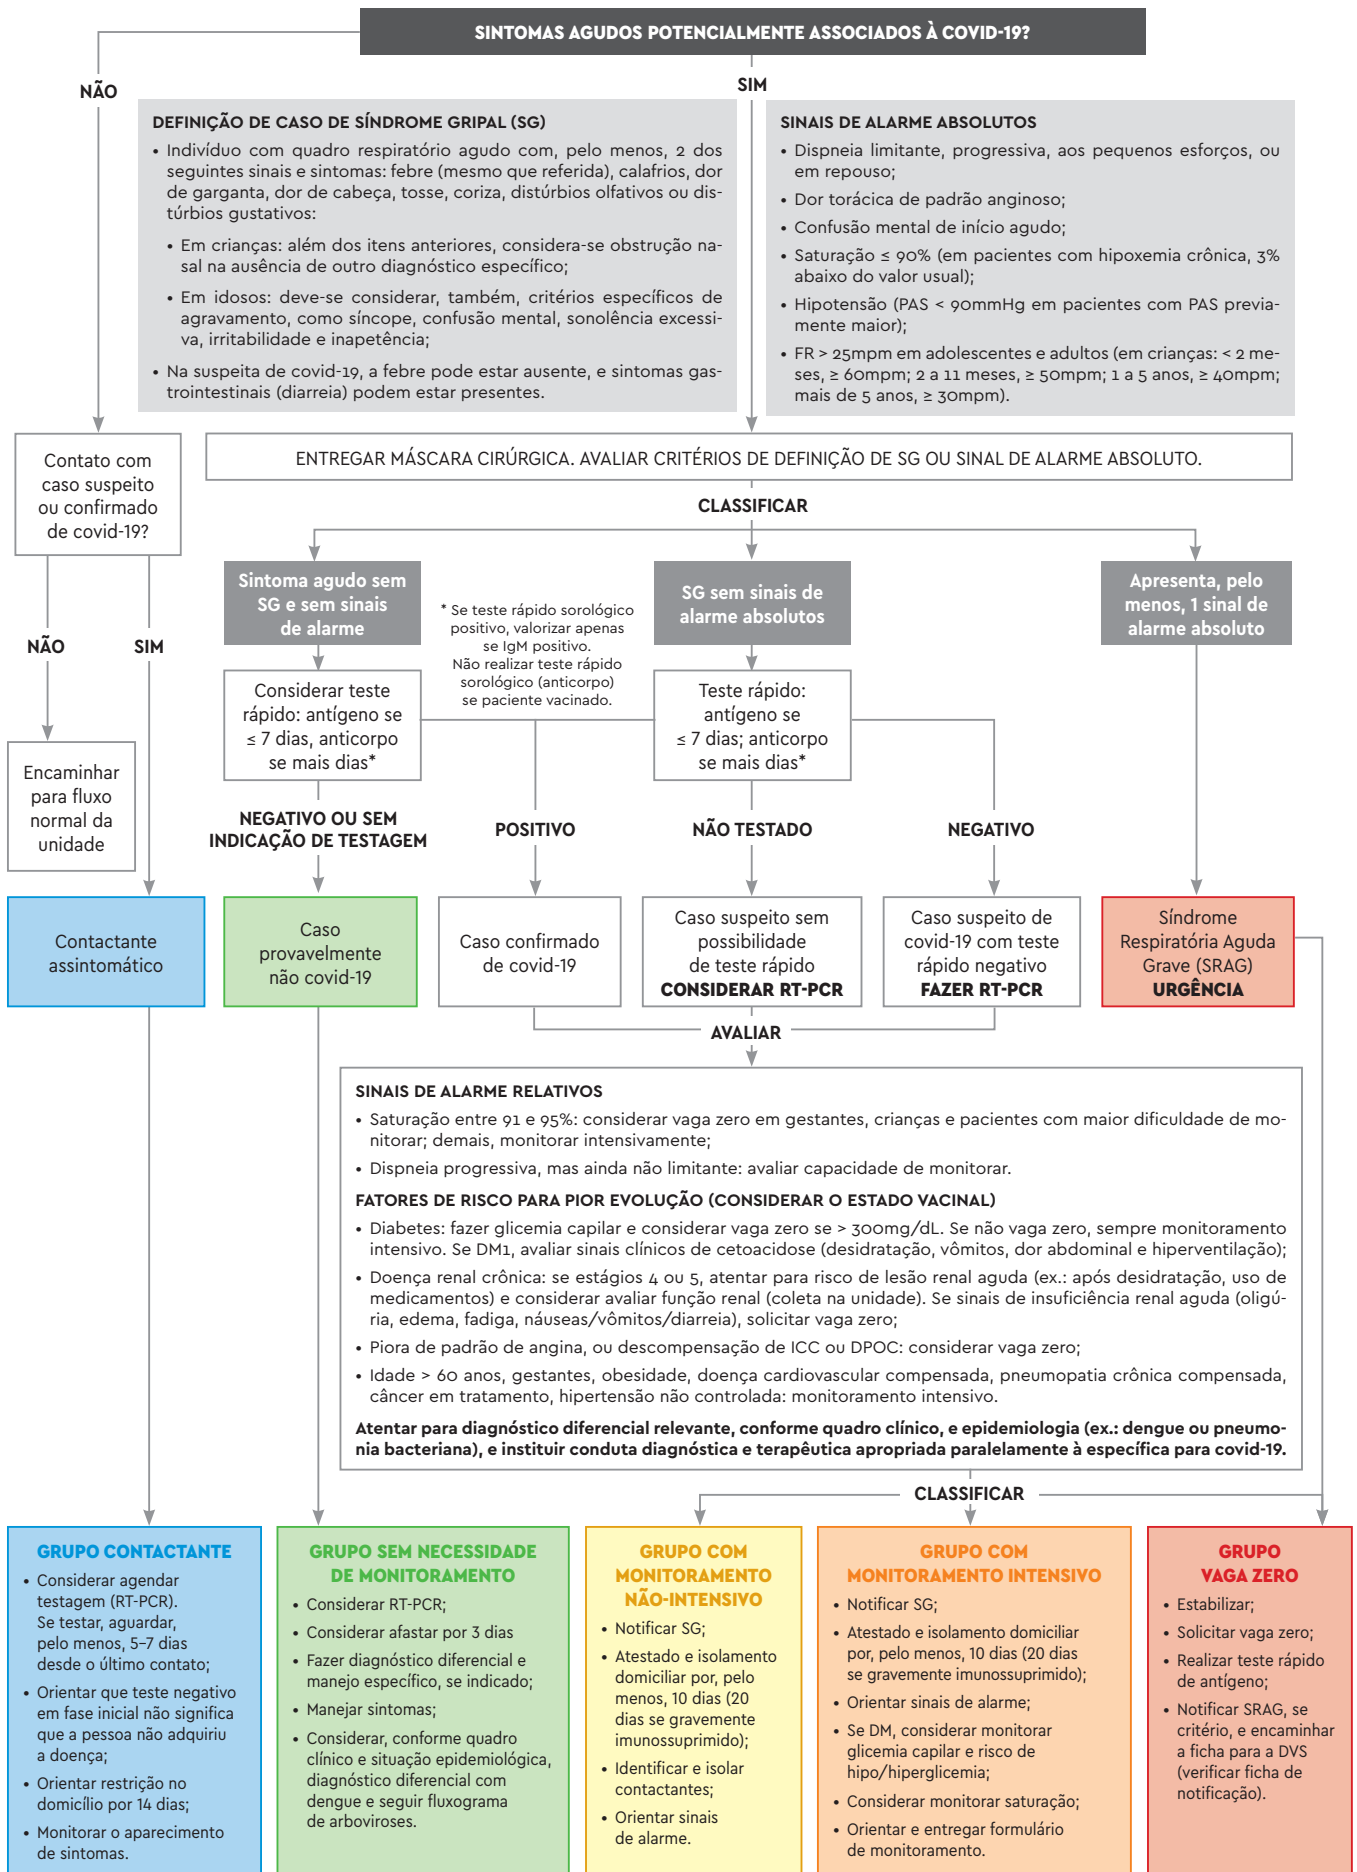 SINTOMAS AGUDOS POTENCIALMENTE ASSOCIADOS À COVID-19?
NÃO
SIM
DEFINIÇÃO DE CASO DE SÍNDROME GRIPAL (SG)
• Indivíduo com quadro respiratório agudo com, pelo menos, 2 dos
seguintes sinais e sintomas: febre (mesmo que referida), calafrios, dor
de garganta, dor de cabeça, tosse, coriza, distúrbios olfativos ou dis-
túrbios gustativos:
• Em crianças: além dos itens anteriores, considera-se obstrução na-
sal na ausência de outro diagnóstico específico;
• Em idosos: deve-se considerar, também, critérios específicos de
agravamento, como síncope, confusão mental, sonolência excessi-
va, irritabilidade e inapetência;
• Na suspeita de covid-19, a febre pode estar ausente, e sintomas gas-
trointestinais (diarreia) podem estar presentes.
SINAIS DE ALARME ABSOLUTOS
• Dispneia limitante, progressiva, aos pequenos esforços, ou
em repouso;
• Dor torácica de padrão anginoso;
• Confusão mental de início agudo;
• Saturação ≤ 90% (em pacientes com hipoxemia crônica, 3%
abaixo do valor usual);
• Hipotensão (PAS < 90mmHg em pacientes com PAS previa-
mente maior);
• FR > 25mpm em adolescentes e adultos (em crianças: < 2 me-
ses, ≥ 60mpm; 2 a 11 meses, ≥ 50mpm; 1 a 5 anos, ≥ 40mpm;
mais de 5 anos, ≥ 30mpm).
Contato com
caso suspeito
ou confirmado
de covid-19?
ENTREGAR MÁSCARA CIRÚRGICA. AVALIAR CRITÉRIOS DE DEFINIÇÃO DE SG OU SINAL DE ALARME ABSOLUTO.
CLASSIFICAR
Sintoma agudo sem
SG e sem sinais
de alarme
* Se teste rápido sorológico
positivo, valorizar apenas
se IgM positivo.
Não realizar teste rápido
sorológico (anticorpo)
se paciente vacinado.
SG sem sinais de
alarme absolutos
Apresenta, pelo
menos, 1 sinal de
alarme absoluto
NÃO
SIM
Considerar teste
rápido: antígeno se
≤ 7 dias, anticorpo
se mais dias*
Teste rápido:
antígeno se
≤ 7 dias; anticorpo
se mais dias*
Encaminhar
para fluxo
normal da
unidade
NEGATIVO OU SEM
INDICAÇÃO DE TESTAGEM
POSITIVO
NÃO TESTADO
NEGATIVO
Contactante
assintomático
Caso
provavelmente
não covid-19
Caso confirmado
de covid-19
Caso suspeito sem
possibilidade
de teste rápido
CONSIDERAR RT-PCR
Caso suspeito de
covid-19 com teste
rápido negativo
FAZER RT-PCR
Síndrome
Respiratória Aguda
Grave (SRAG)
URGÊNCIA
AVALIAR
SINAIS DE ALARME RELATIVOS
• Saturação entre 91 e 95%: considerar vaga zero em gestantes, crianças e pacientes com maior dificuldade de mo-
nitorar; demais, monitorar intensivamente;
• Dispneia progressiva, mas ainda não limitante: avaliar capacidade de monitorar.
FATORES DE RISCO PARA PIOR EVOLUÇÃO (CONSIDERAR O ESTADO VACINAL)
• Diabetes: fazer glicemia capilar e considerar vaga zero se > 300mg/dL. Se não vaga zero, sempre monitoramento
intensivo. Se DM1, avaliar sinais clínicos de cetoacidose (desidratação, vômitos, dor abdominal e hiperventilação);
• Doença renal crônica: se estágios 4 ou 5, atentar para risco de lesão renal aguda (ex.: após desidratação, uso de
medicamentos) e considerar avaliar função renal (coleta na unidade). Se sinais de insuficiência renal aguda (oligú-
ria, edema, fadiga, náuseas/vômitos/diarreia), solicitar vaga zero;
• Piora de padrão de angina, ou descompensação de ICC ou DPOC: considerar vaga zero;
• Idade > 60 anos, gestantes, obesidade, doença cardiovascular compensada, pneumopatia crônica compensada,
câncer em tratamento, hipertensão não controlada: monitoramento intensivo.
Atentar para diagnóstico diferencial relevante, conforme quadro clínico, e epidemiologia (ex.: dengue ou pneumo-
nia bacteriana), e instituir conduta diagnóstica e terapêutica apropriada paralelamente à específica para covid-19.
CLASSIFICAR
GRUPO CONTACTANTE
• Considerar agendar
testagem (RT-PCR).
Se testar, aguardar,
pelo menos, 5-7 dias
desde o último contato;
• Orientar que teste negativo
em fase inicial não significa
que a pessoa não adquiriu
a doença;
• Orientar restrição no
domicílio por 14 dias;
• Monitorar o aparecimento
de sintomas.
GRUPO SEM NECESSIDADE
DE MONITORAMENTO
• Considerar RT-PCR;
• Considerar afastar por 3 dias
• Fazer diagnóstico diferencial e
manejo específico, se indicado;
• Manejar sintomas;
• Considerar, conforme quadro
clínico e situação epidemiológica,
diagnóstico diferencial com
dengue e seguir fluxograma
de arboviroses.
GRUPO COM
MONITORAMENTO
NÃO-INTENSIVO
• Notificar SG;
• Atestado e isolamento
domiciliar por, pelo
menos, 10 dias (20
dias se gravemente
imunossuprimido);
• Identificar e isolar
contactantes;
• Orientar sinais
de alarme.
GRUPO COM
MONITORAMENTO INTENSIVO
• Notificar SG;
• Atestado e isolamento domiciliar
por, pelo menos, 10 dias (20 dias
se gravemente imunossuprimido);
• Orientar sinais de alarme;
• Se DM, considerar monitorar
glicemia capilar e risco de
hipo/hiperglicemia;
• Considerar monitorar saturação;
• Orientar e entregar formulário
de monitoramento.
GRUPO
VAGA ZERO
• Estabilizar;
• Solicitar vaga zero;
• Realizar teste rápido
de antígeno;
• Notificar SRAG, se
critério, e encaminhar
a ficha para a DVS
(verificar ficha de
notificação).